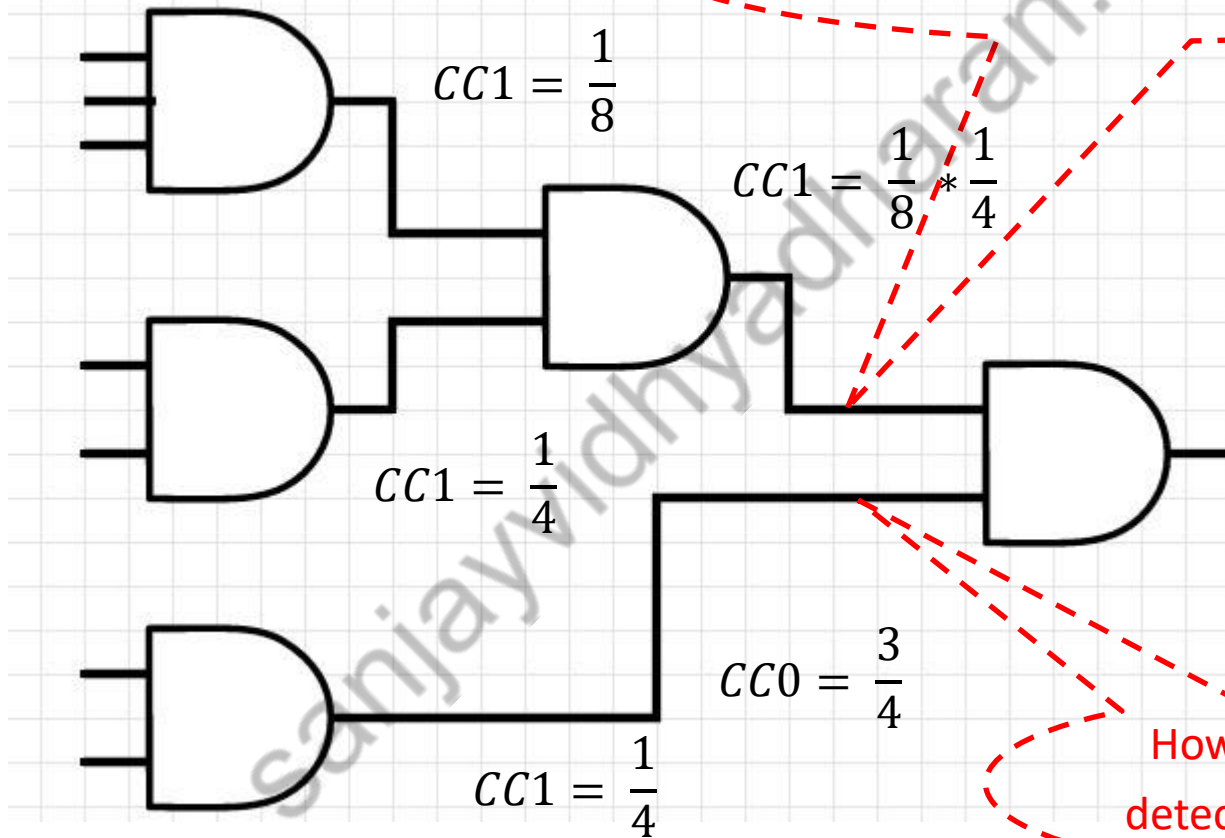 CC1 = 1/8
CC1 = 1/8 * 1/4
CC1 = 1/4
CC0 = 3/4
CC1 = 1/4
How
detec
sanjayvidhyadharan.